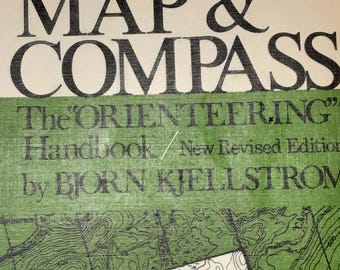 MAP &
COMPASS
The "ORIENTEERING"
Handbook / New Revised Edition
by BJORN KJELLSTROM